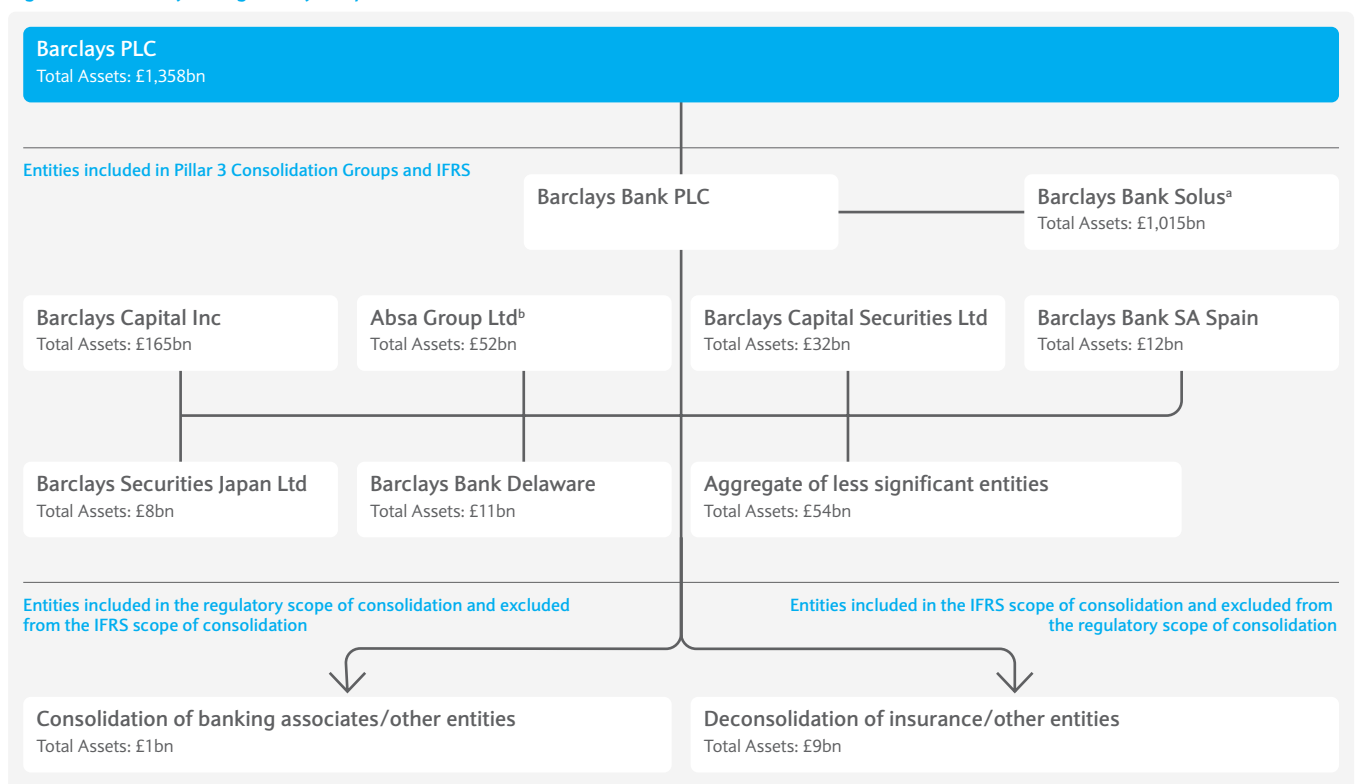 Barclays PLC
Total Assets: £1,358bn
Entities included in Pillar 3 Consolidation Groups and IFRS
Barclays Bank PLC
Barclays Bank Solusᵃ
Total Assets: £1,015bn
Barclays Capital Inc
Total Assets: £165bn
Absa Group Ltdᵇ
Total Assets: £52bn
Barclays Capital Securities Ltd
Total Assets: £32bn
Barclays Bank SA Spain
Total Assets: £12bn
Barclays Securities Japan Ltd
Total Assets: £8bn
Barclays Bank Delaware
Total Assets: £11bn
Aggregate of less significant entities
Total Assets: £54bn
Entities included in the regulatory scope of consolidation and excluded
from the IFRS scope of consolidation
Entities included in the IFRS scope of consolidation and excluded from
the regulatory scope of consolidation
Consolidation of banking associates/other entities
Total Assets: £1bn
Deconsolidation of insurance/other entities
Total Assets: £9bn